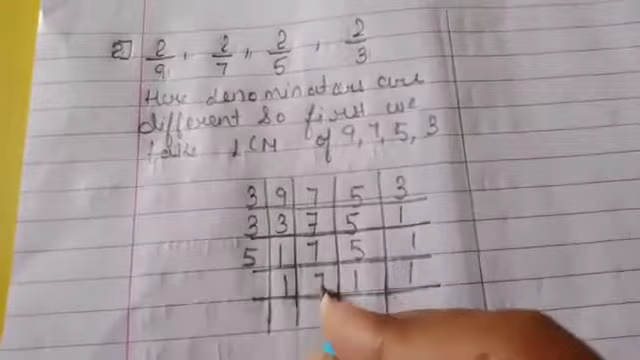 2] 2/9, 2/7, 2/5, 2/3
Here denominators are
different so first we
take LCM of 9, 7, 5, 3
3 9 7 5 3
3 3 7 5 1
5 1 7 5 1
1 7 1 1